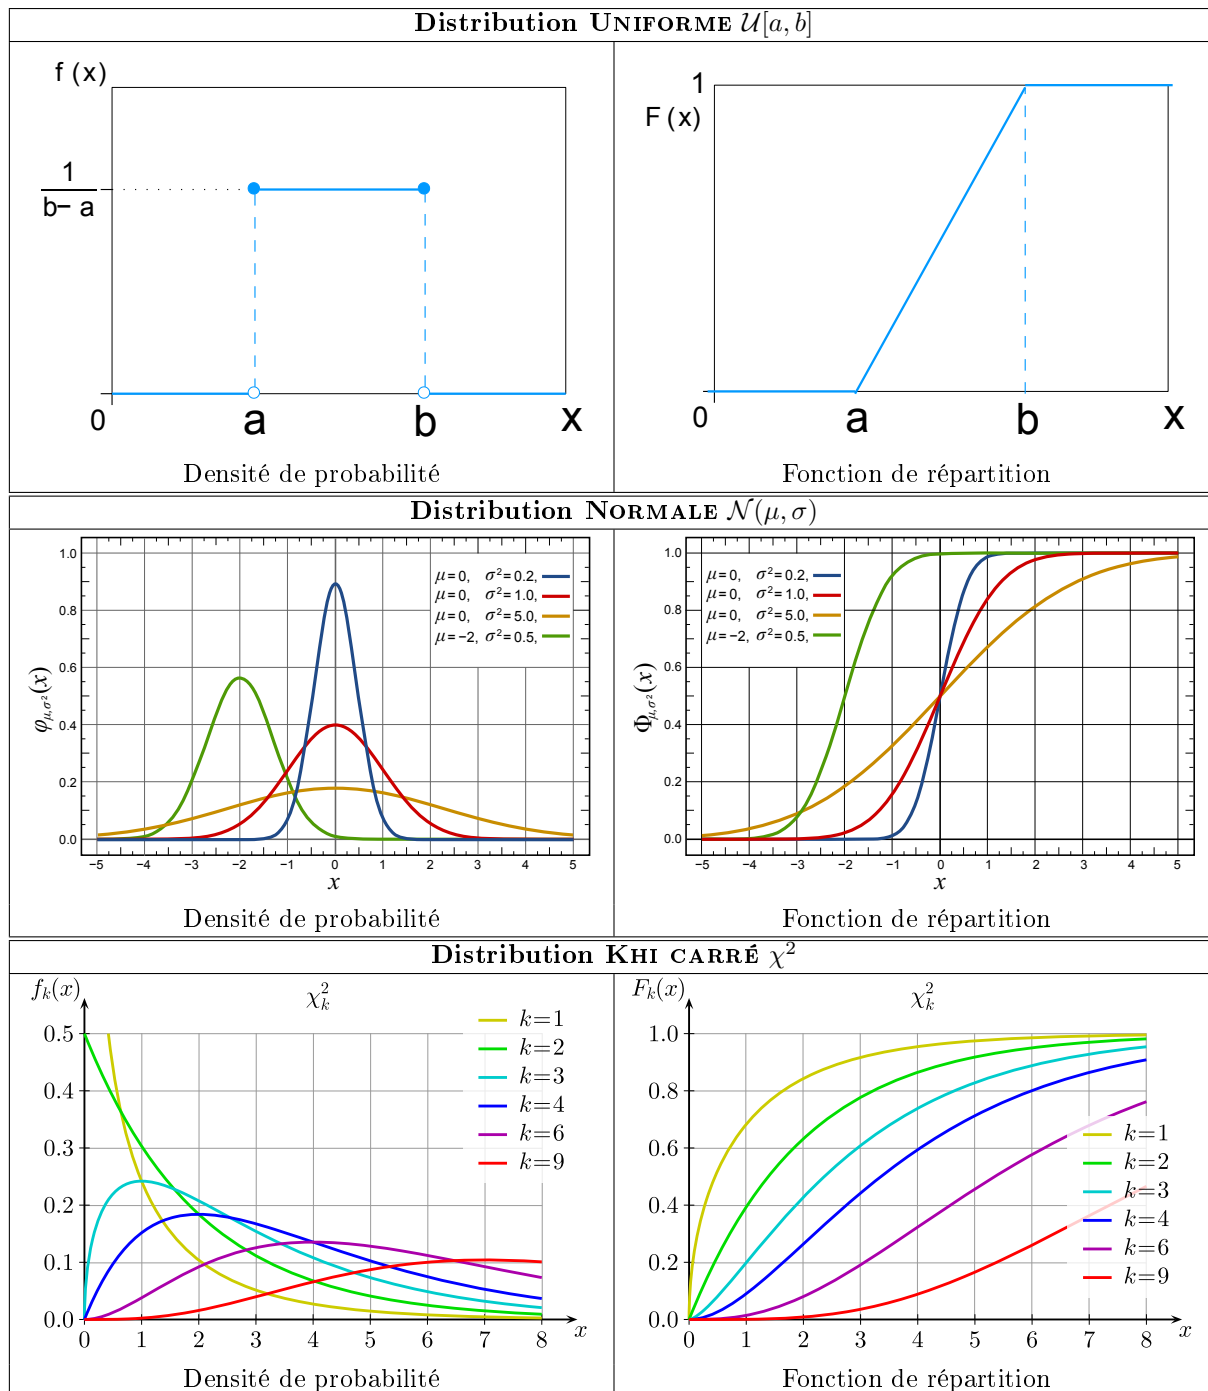 Distribution UNIFORME 𝒰[a, b]
f (x)
1
b− a
0 a b x
Densité de probabilité
1
F (x)
0 a b x
Fonction de répartition
Distribution NORMALE 𝒩(μ, σ)
φμ,σ²(x)
1.0
0.8
0.6
0.4
0.2
0.0
μ=0, σ²=0.2,
μ=0, σ²=1.0,
μ=0, σ²=5.0,
μ=−2, σ²=0.5,
−5 −4 −3 −2 −1 0 1 2 3 4 5
x
Densité de probabilité
Φμ,σ²(x)
1.0
0.8
0.6
0.4
0.2
0.0
μ=0, σ²=0.2,
μ=0, σ²=1.0,
μ=0, σ²=5.0,
μ=−2, σ²=0.5,
−5 −4 −3 −2 −1 0 1 2 3 4 5
x
Fonction de répartition
Distribution KHI CARRÉ χ²
fk(x)
χ²k
0.5
0.4
0.3
0.2
0.1
0.0
k=1
k=2
k=3
k=4
k=6
k=9
0 1 2 3 4 5 6 7 8 x
Densité de probabilité
Fk(x)
χ²k
1.0
0.8
0.6
0.4
0.2
0.0
k=1
k=2
k=3
k=4
k=6
k=9
0 1 2 3 4 5 6 7 8 x
Fonction de répartition